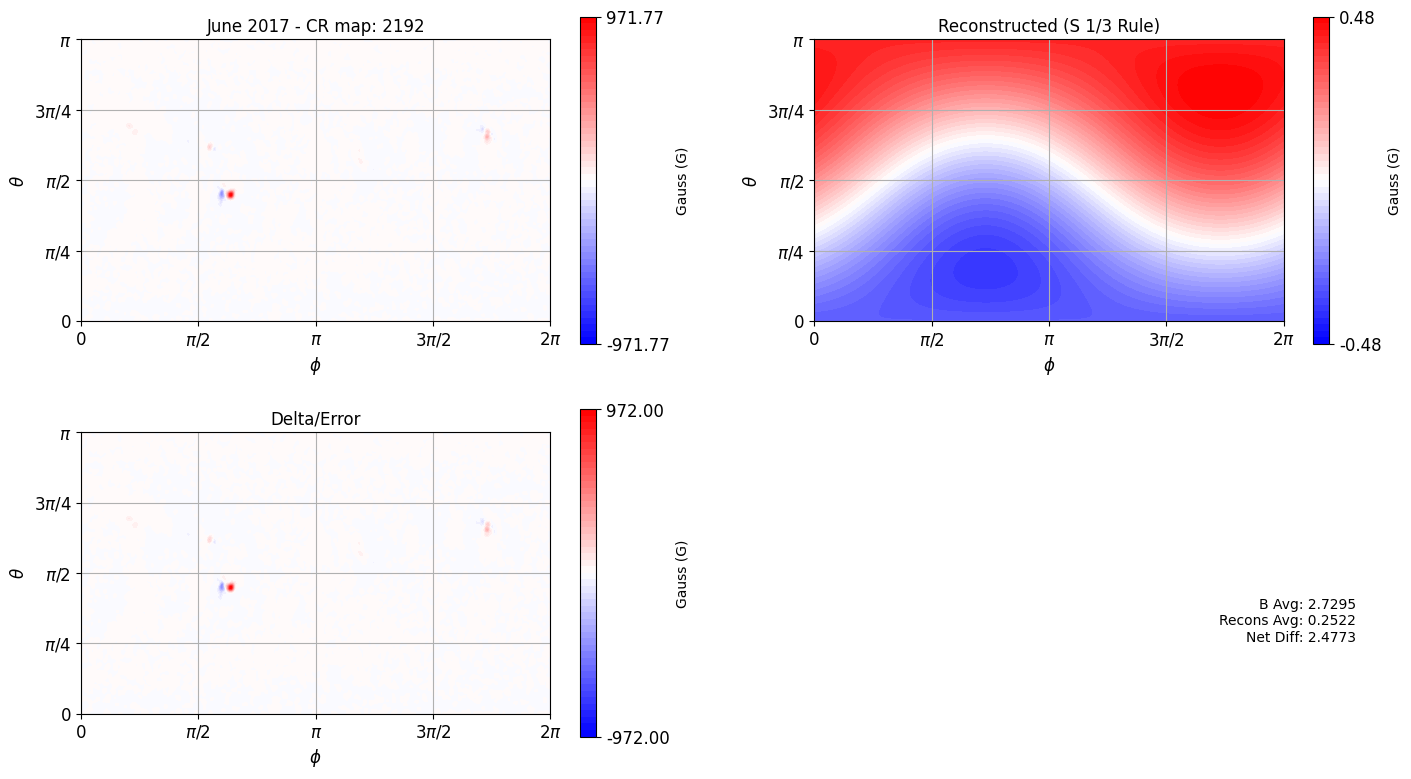 June 2017 - CR map: 2192
π
3π/4
π/2
π/4
0
θ
0
π/2
π
3π/2
2π
ϕ
971.77
-971.77
Gauss (G)
Reconstructed (S 1/3 Rule)
π
3π/4
π/2
π/4
0
θ
0
π/2
π
3π/2
2π
ϕ
0.48
-0.48
Gauss (G)
Delta/Error
π
3π/4
π/2
π/4
0
θ
0
π/2
π
3π/2
2π
ϕ
972.00
-972.00
Gauss (G)
B Avg: 2.7295
Recons Avg: 0.2522
Net Diff: 2.4773